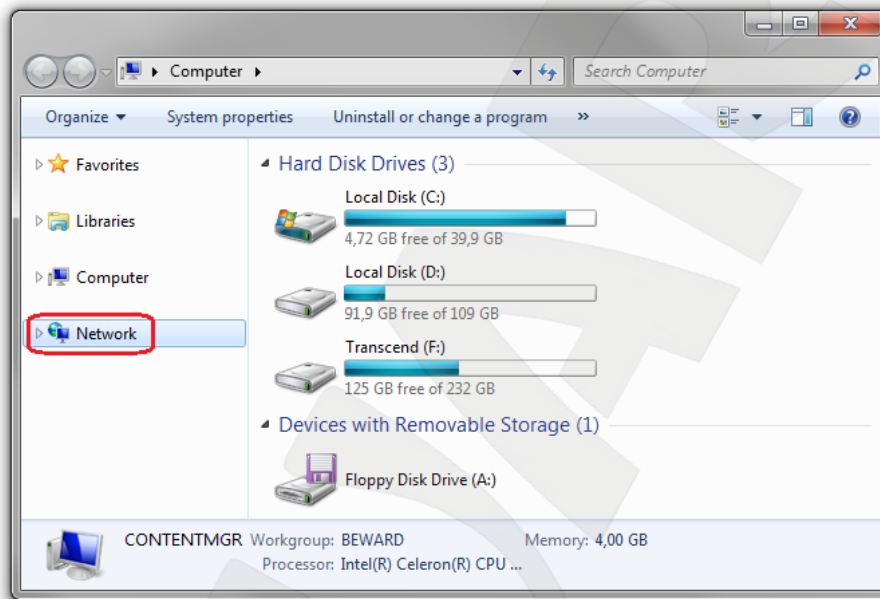 Computer
Search Computer
Organize System properties Uninstall or change a program »
Favorites
Libraries
Computer
Network
Hard Disk Drives (3)
Local Disk (C:)
4,72 GB free of 39,9 GB
Local Disk (D:)
91,9 GB free of 109 GB
Transcend (F:)
125 GB free of 232 GB
Devices with Removable Storage (1)
Floppy Disk Drive (A:)
CONTENTMGR Workgroup: BEWARD Memory: 4,00 GB
Processor: Intel(R) Celeron(R) CPU ...